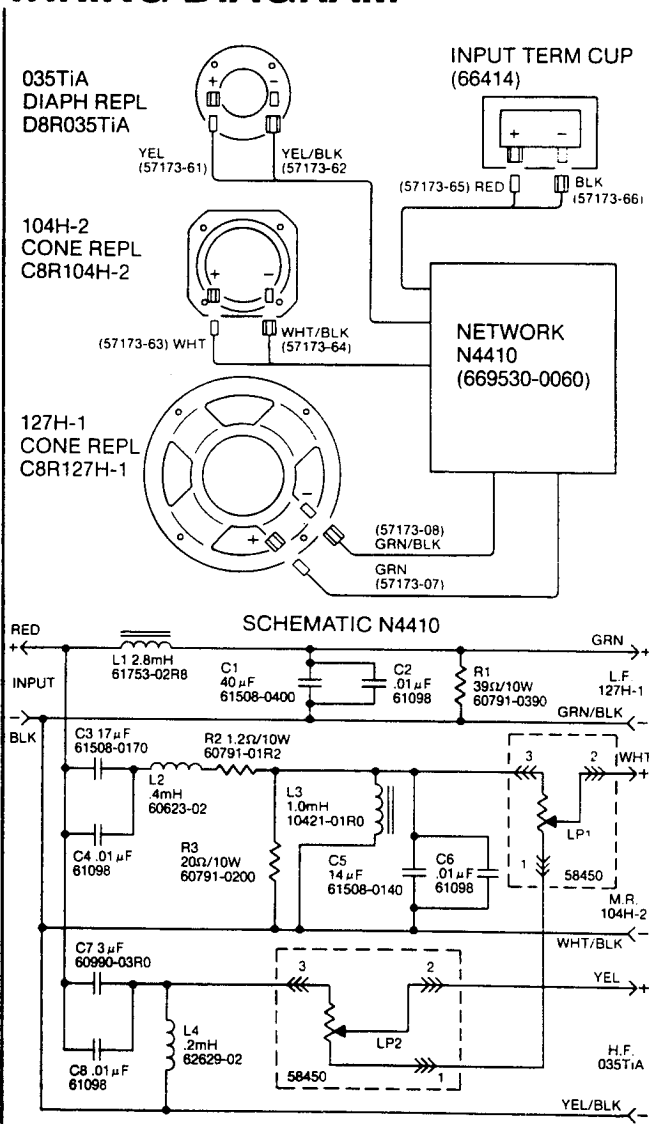 035TiA
DIAPH REPL
D8R035TiA
+ -
YEL
(57173-61)
YEL/BLK
(57173-62
INPUT TERM CUP
(66414)
+ -
(57173-65) RED
BLK
(57173-66)
104H-2
CONE REPL
C8R104H-2
+ -
(57173-63) WHT
WHT/BLK
(57173-64)
NETWORK
N4410
(669530-0060)
127H-1
CONE REPL
C8R127H-1
-
+
(57173-08)
GRN/BLK
GRN
(57173-07)
SCHEMATIC N4410
RED
+
INPUT
-
BLK
L1 2.8mH
61753-02R8
C1
40 µF
61508-0400
C2
.01 µF
61098
R1
39Ω/10W
60791-0390
GRN
+
L.F.
127H-1
GRN/BLK
-
C3 17µF
61508-0170
L2
.4mH
60623-02
R2 1.2Ω/10W
60791-01R2
C4 .01 µF
61098
R3
20Ω/10W
60791-0200
L3
1.0mH
10421-01R0
C5
14 µF
61508-0140
C6
.01 µF
61098
3
2
WHT
+
LP1
1
58450
M.R.
104H-2
-
WHT/BLK
C7 3 µF
60990-03R0
C8 .01 µF
61098
L4
.2mH
62629-02
3
2
LP2
58450
1
YEL
+
H.F.
035TiA
YEL/BLK
-